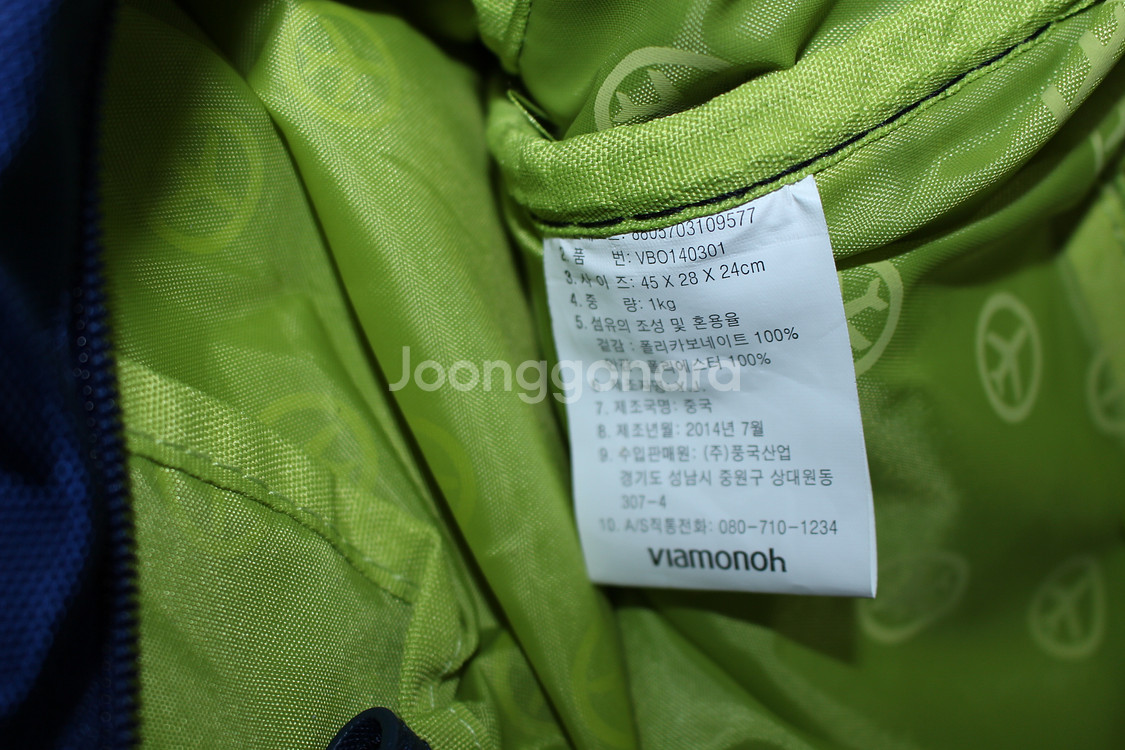 8805703109577
2. 품 번: VBO140301
3. 사 이 즈: 45 X 28 X 24cm
4. 중 량: 1kg
5. 섬유의 조성 및 혼용율
겉감 : 폴리카보네이트 100%
폴리에스터 100%
7. 제조국명: 중국
8. 제조년월: 2014년 7월
9. 수입판매원: (주)풍국산업
경기도 성남시 중원구 상대원동
307-4
10. A/S직통전화: 080-710-1234
viamonoh
Joonggonara